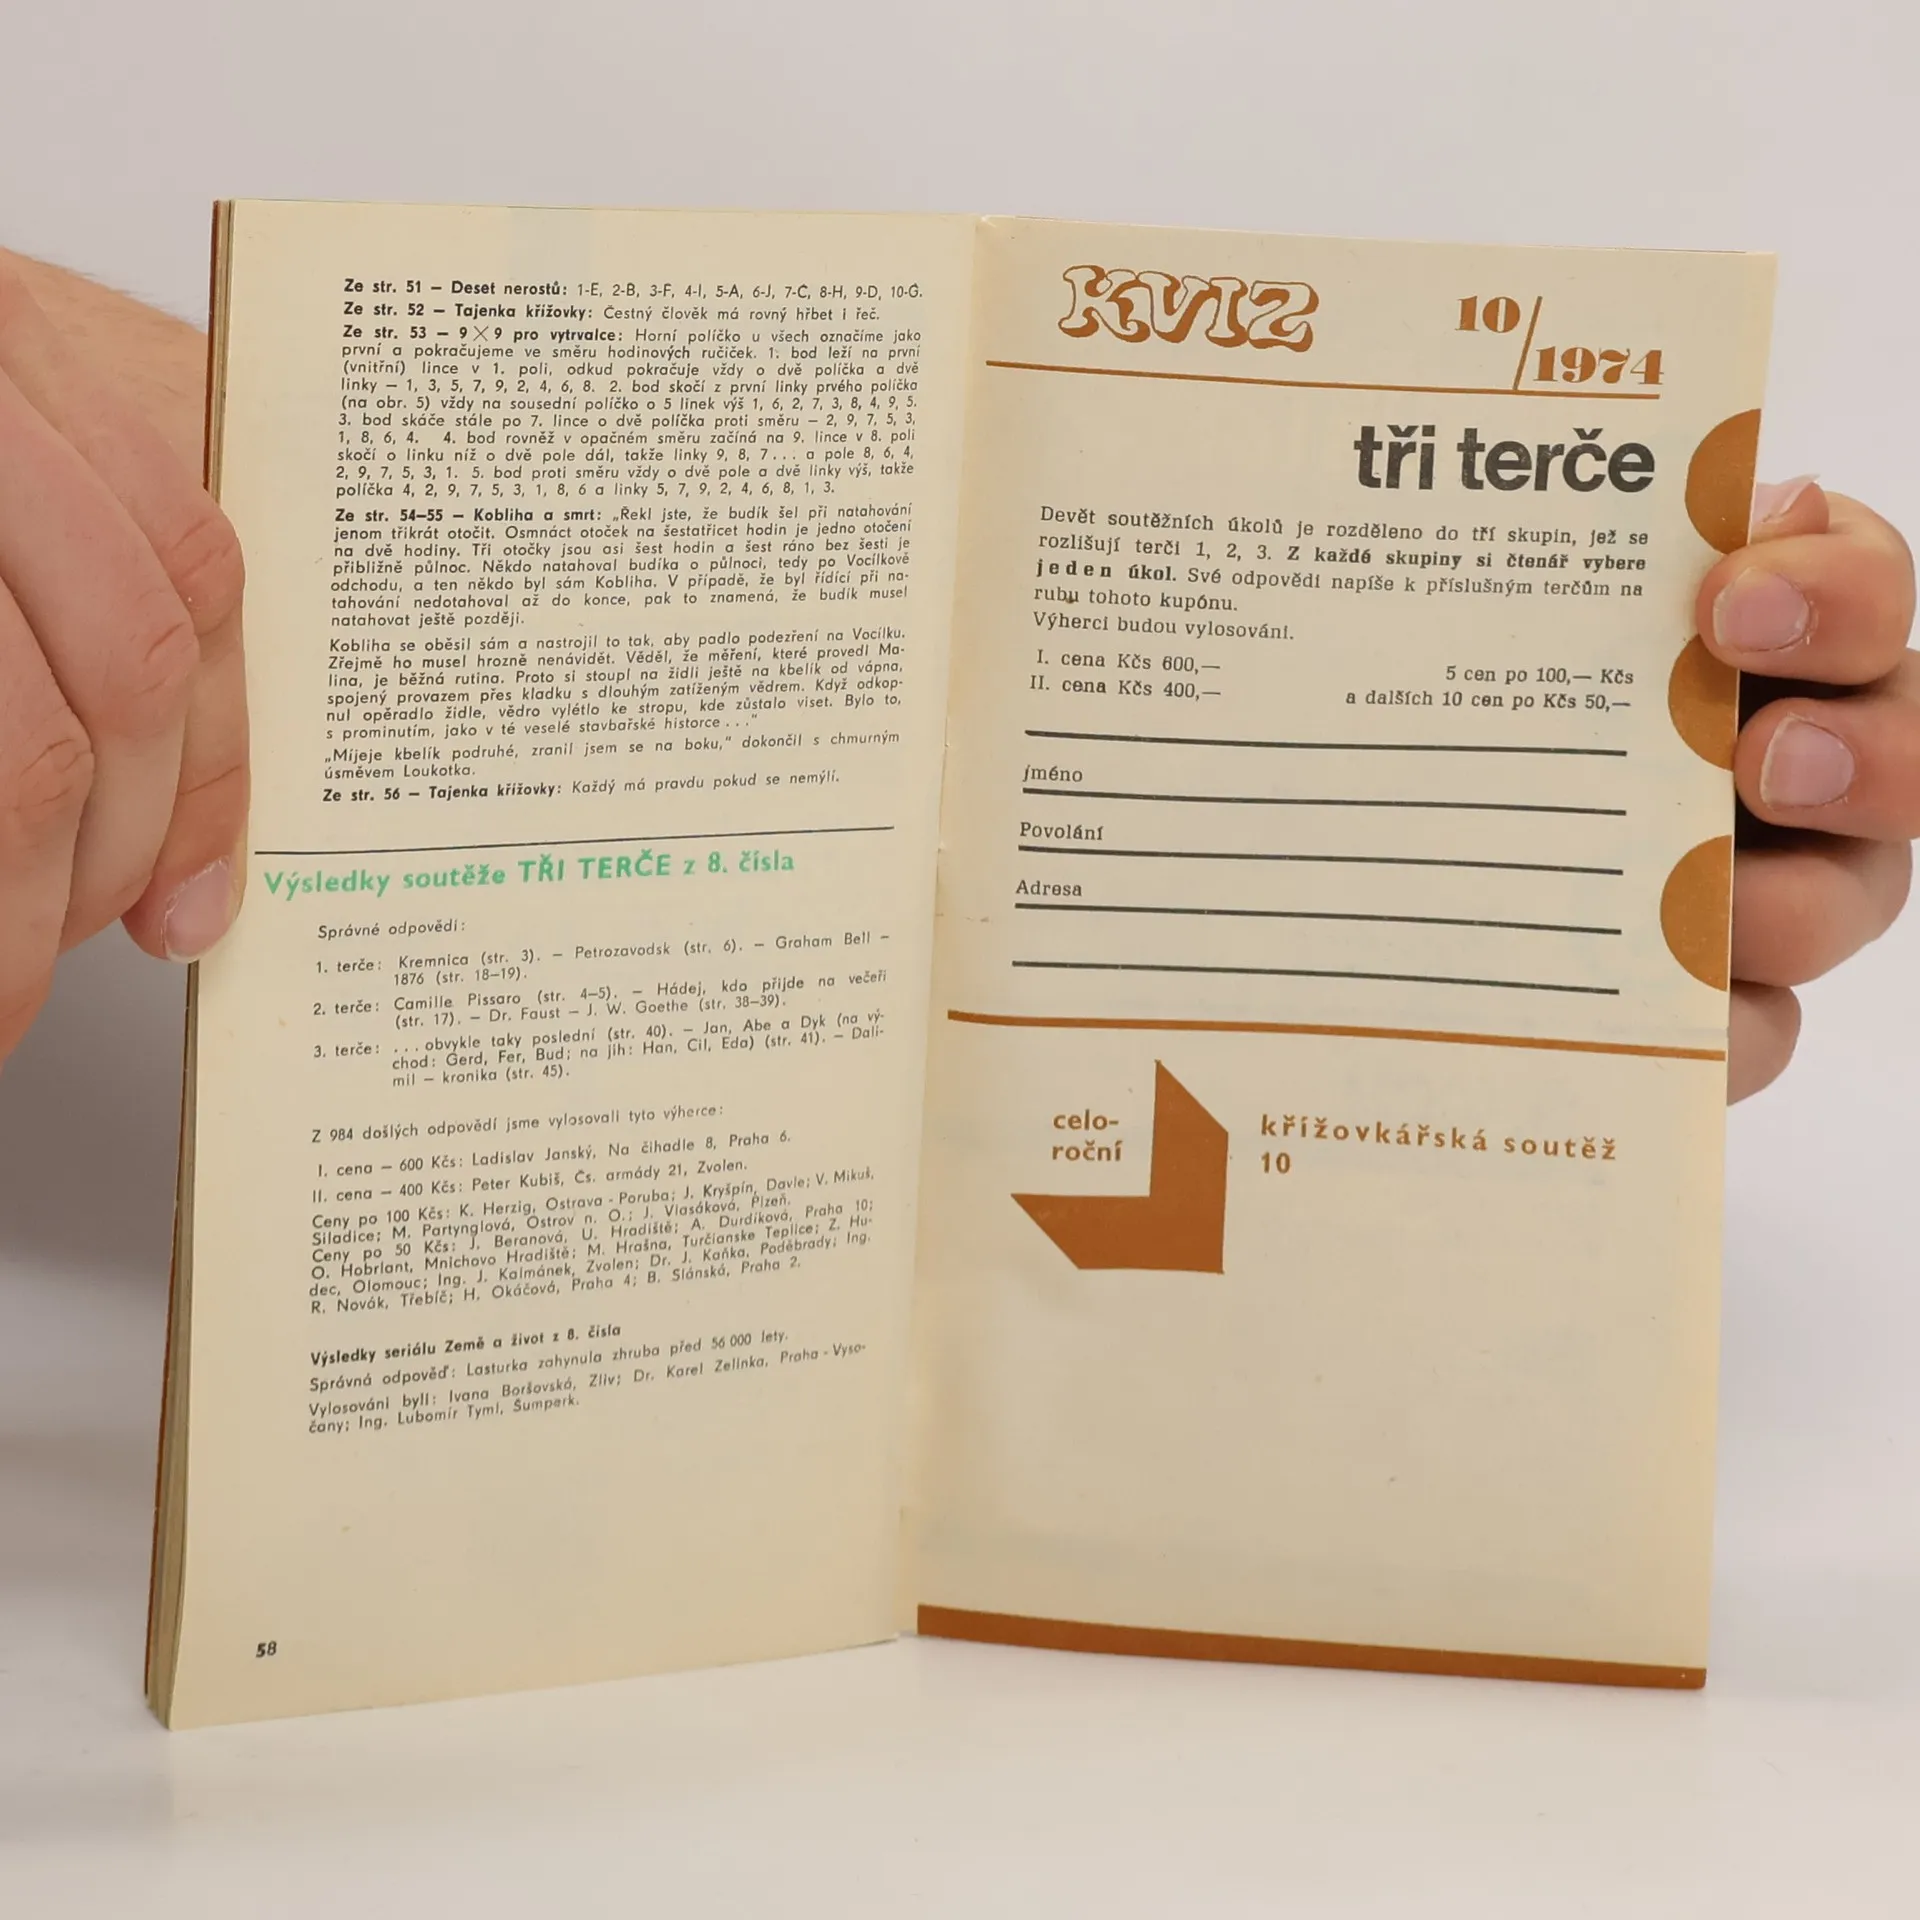 Ze str. 51 – Deset nerostů: 1-E, 2-B, 3-F, 4-I, 5-A, 6-J, 7-C, 8-H, 9-D, 10-G.
Ze str. 52 – Tajenka křížovky: Čestný člověk má rovný hřbet i řeč.
Ze str. 53 – 9×9 pro vytrvalce: Horní políčko u všech označíme jako
první a pokračujeme ve směru hodinových ručiček. 1. bod leží na první
(vnitřní) lince v 1. poli, odkud pokračuje vždy o dvě políčka a dvě
linky – 1, 3, 5, 7, 9, 2, 4, 6, 8. 2. bod skočí z první linky prvého políčka
(na obr. 5) vždy na sousední políčko o 5 linek výš 1, 6, 2, 7, 3, 8, 4, 9, 5.
3. bod skáče stále po 7. lince o dvě políčka proti směru – 2, 9, 7, 5, 3,
1, 8, 6, 4. 4. bod rovněž v opačném směru začíná na 9. lince v 8. poli
skočí o linku níž o dvě pole dál, takže linky 9, 8, 7... a pole 8, 6, 4,
2, 9, 7, 5, 3, 1. 5. bod proti směru vždy o dvě pole a dvě linky výš, takže
políčka 4, 2, 9, 7, 5, 3, 1, 8, 6 a linky 5, 7, 9, 2, 4, 6, 8, 1, 3.
Ze str. 54–55 – Kobliha a smrt: „Řekl jste, že budík šel při natahování
jenom třikrát otočit. Osmnáct otoček na šestatřicet hodin je jedno otočení
na dvě hodiny. Tři otočky jsou asi šest hodin a šest ráno bez šesti je
přibližně půlnoc. Někdo natahoval budíka o půlnoci, tedy po Vocílkově
odchodu, a ten někdo byl sám Kobliha. V případě, že byl řídící při na-
tahování nedotahoval až do konce, pak to znamená, že budík musel
natahovat ještě později.
Kobliha se oběsil sám a nastrojil to tak, aby padlo podezření na Vocílku.
Zřejmě ho musel hrozně nenávidět. Věděl, že měření, které provedl Ma-
lina, je běžná rutina. Proto si stoupl na židli ještě na kbelík od vápna,
spojený provazem přes kladku s dlouhým zatíženým vědrem. Když odkop-
nul opěradlo židle, vědro vylétlo ke stropu, kde zůstalo viset. Bylo to,
s prominutím, jako v té veselé stavbařské historce..."
„Míjeje kbelík podruhé, zranil jsem se na boku," dokončil s chmurným
úsměvem Loukotka.
Ze str. 56 – Tajenka křížovky: Každý má pravdu pokud se nemýlí.
Výsledky soutěže TŘI TERČE z 8. čísla
Správné odpovědi:
1. terče: Kremnica (str. 3). – Petrozavodsk (str. 6). – Graham Bell –
1876 (str. 18–19).
2. terče: Camille Pissaro (str. 4–5). – Hádej, kdo přijde na večeři
(str. 17). – Dr. Faust – J. W. Goethe (str. 38–39).
3. terče: ...obvykle taky poslední (str. 40). – Jan, Abe a Dyk (na vý-
chod: Gerd, Fer, Bud; na jih: Han, Cil, Eda) (str. 41). – Dali-
mil – kronika (str. 45).
Z 984 došlých odpovědí jsme vylosovali tyto výherce:
I. cena – 600 Kčs: Ladislav Janský, Na čihadle 8, Praha 6.
II. cena – 400 Kčs: Peter Kubiš, Čs. armády 21, Zvolen.
Ceny po 100 Kčs: K. Herzig, Ostrava-Poruba; J. Kryšpín, Davle; V. Mikuš,
Siladice; M. Partynglová, Ostrov n. O.; J. Vlasáková, Plzeň.
Ceny po 50 Kčs: J. Beranová, U. Hradiště; A. Durdíková, Praha 10;
O. Hobrlant, Mnichovo Hradiště; M. Hrašna, Turčianske Teplice; Z. Hu-
dec, Olomouc; Ing. J. Kalmánek, Zvolen; Dr. J. Kaňka, Poděbrady; Ing.
R. Novák, Třebíč; H. Okáčová, Praha 4; B. Slánská, Praha 2.
Výsledky seriálu Země a život z 8. čísla
Správná odpověď: Lasturka zahynula zhruba před 56 000 lety.
Vylosováni byli: Ivana Boršovská, Zliv; Dr. Karel Zelinka, Praha-Vyso-
čany; Ing. Lubomír Tyml, Šumperk.
58
KVIZ
10/1974
tři terče
Devět soutěžních úkolů je rozděleno do tří skupin, jež se
rozlišují terči 1, 2, 3. Z každé skupiny si čtenář vybere
jeden úkol. Své odpovědi napíše k příslušným terčům na
rubu tohoto kupónu.
Výherci budou vylosováni.
I. cena Kčs 600,— 5 cen po 100,— Kčs
II. cena Kčs 400,— a dalších 10 cen po Kčs 50,—
jméno
Povolání
Adresa
celo-
roční
křížovkářská soutěž
10